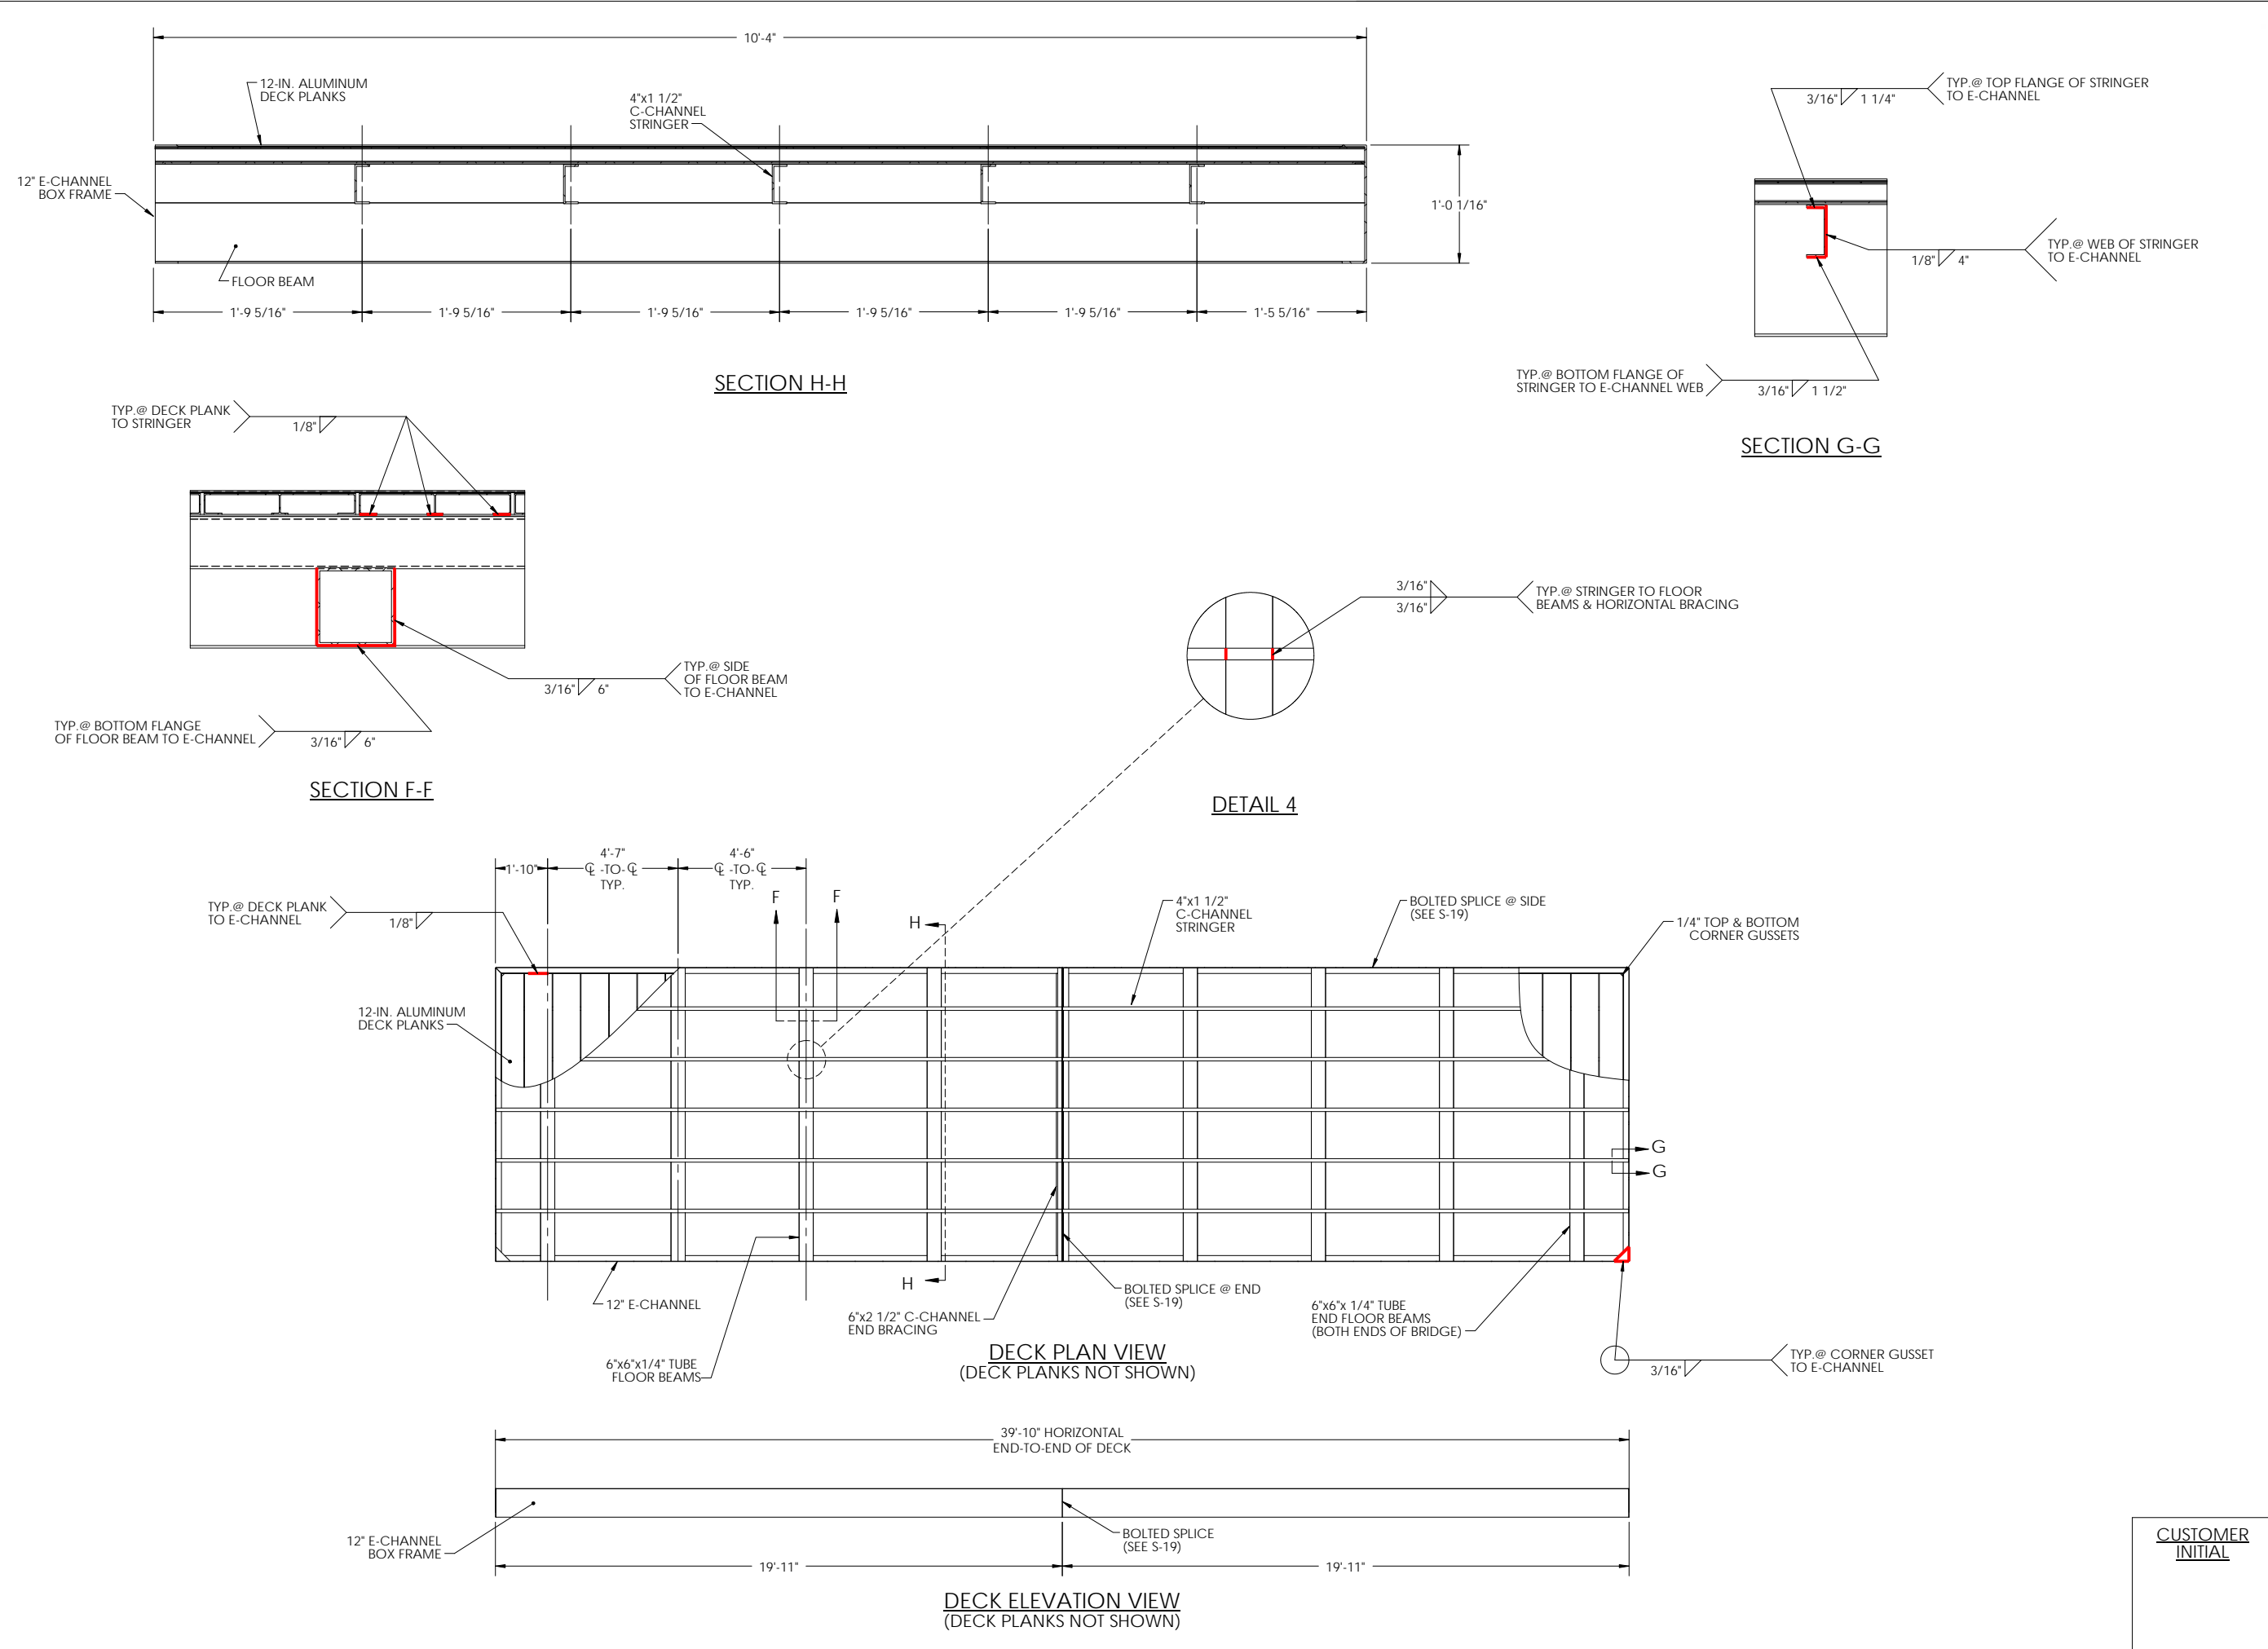 10'-4"
12-IN. ALUMINUM
DECK PLANKS
4"x1 1/2"
C-CHANNEL
STRINGER
12" E-CHANNEL
BOX FRAME
1'-0 1/16"
FLOOR BEAM
1'-9 5/16"
1'-9 5/16"
1'-9 5/16"
1'-9 5/16"
1'-9 5/16"
1'-5 5/16"
SECTION H-H
TYP.@ TOP FLANGE OF STRINGER
TO E-CHANNEL
3/16" 1 1/4"
TYP.@ WEB OF STRINGER
TO E-CHANNEL
1/8" 4"
TYP.@ BOTTOM FLANGE OF
STRINGER TO E-CHANNEL WEB
3/16" 1 1/2"
SECTION G-G
TYP.@ DECK PLANK
TO STRINGER
1/8"
TYP.@ SIDE
OF FLOOR BEAM
TO E-CHANNEL
3/16" 6"
TYP.@ BOTTOM FLANGE
OF FLOOR BEAM TO E-CHANNEL
3/16" 6"
SECTION F-F
3/16"
3/16"
TYP.@ STRINGER TO FLOOR
BEAMS & HORIZONTAL BRACING
DETAIL 4
1'-10"
4'-7"
℄ -TO- ℄
TYP.
4'-6"
℄ -TO- ℄
TYP.
F
F
H
TYP.@ DECK PLANK
TO E-CHANNEL
1/8"
4"x1 1/2"
C-CHANNEL
STRINGER
BOLTED SPLICE @ SIDE
(SEE S-19)
1/4" TOP & BOTTOM
CORNER GUSSETS
12-IN. ALUMINUM
DECK PLANKS
G
G
H
12" E-CHANNEL
6"x6"x1/4" TUBE
FLOOR BEAMS
6"x2 1/2" C-CHANNEL
END BRACING
BOLTED SPLICE @ END
(SEE S-19)
6"x6"x 1/4" TUBE
END FLOOR BEAMS
(BOTH ENDS OF BRIDGE)
3/16"
TYP.@ CORNER GUSSET
TO E-CHANNEL
DECK PLAN VIEW
(DECK PLANKS NOT SHOWN)
39'-10" HORIZONTAL
END-TO-END OF DECK
12" E-CHANNEL
BOX FRAME
BOLTED SPLICE
(SEE S-19)
19'-11"
19'-11"
DECK ELEVATION VIEW
(DECK PLANKS NOT SHOWN)
CUSTOMER
INITIAL